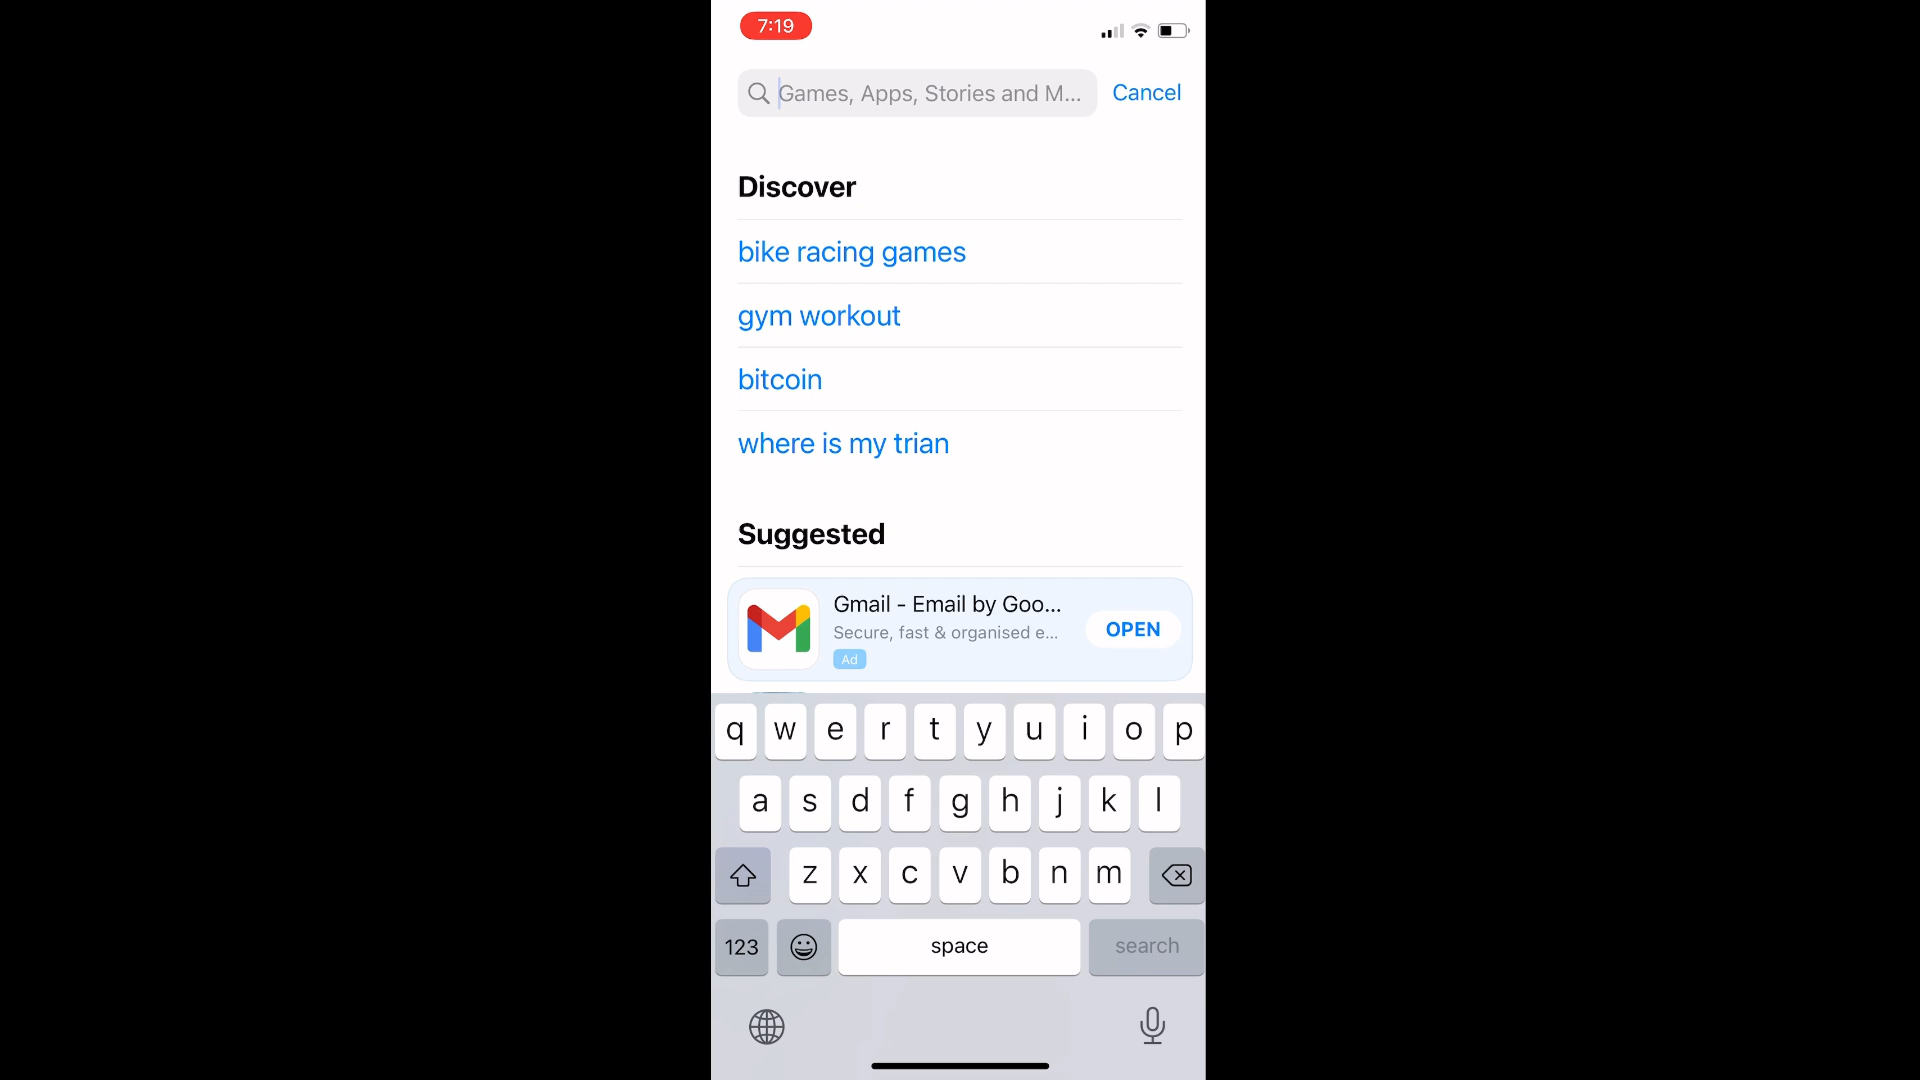 7:19
Games, Apps, Stories and M...
Cancel
Discover
bike racing games
gym workout
bitcoin
where is my trian
Suggested
Gmail - Email by Goo...
Secure, fast & organised e...
Ad
OPEN
q w e r t y u i o p
a s d f g h j k l
z x c v b n m
123 space search